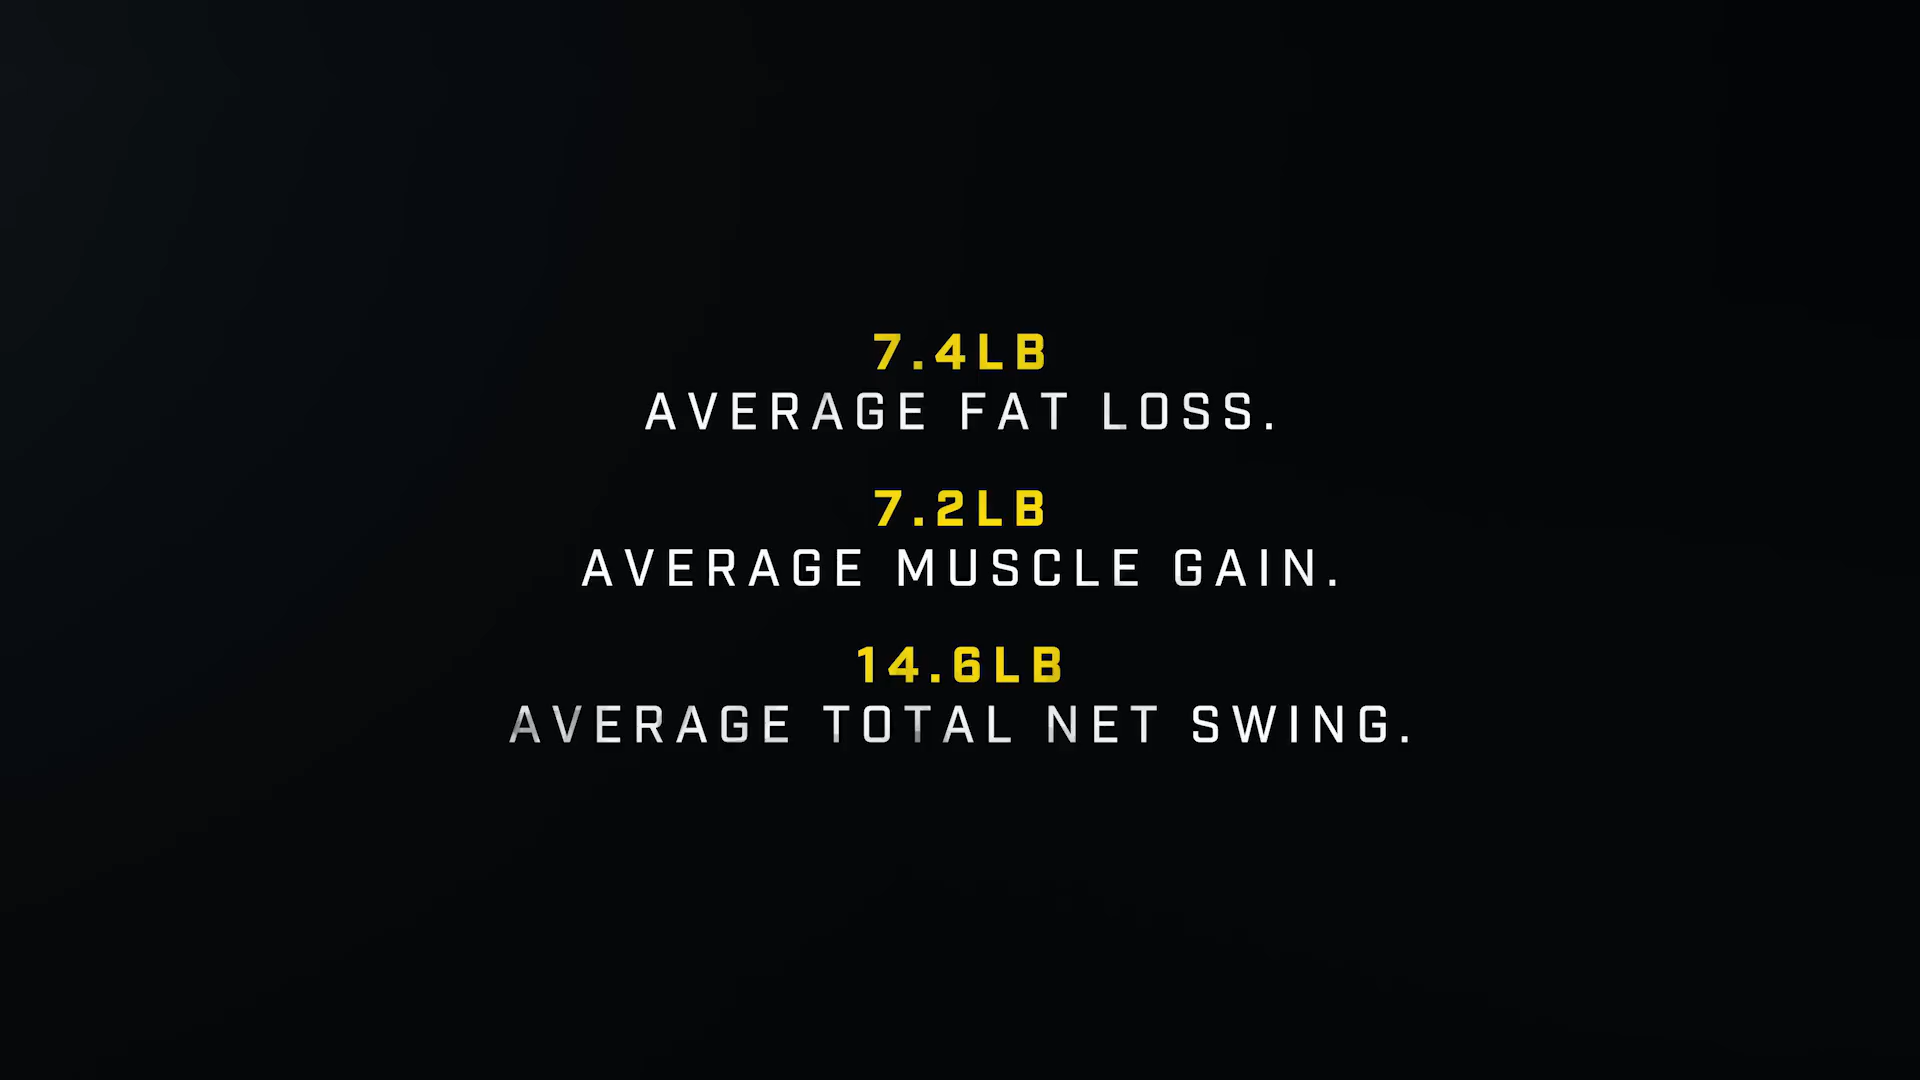 7.4LB
AVERAGE FAT LOSS.
7.2LB
AVERAGE MUSCLE GAIN.
14.6LB
AVERAGE TOTAL NET SWING.